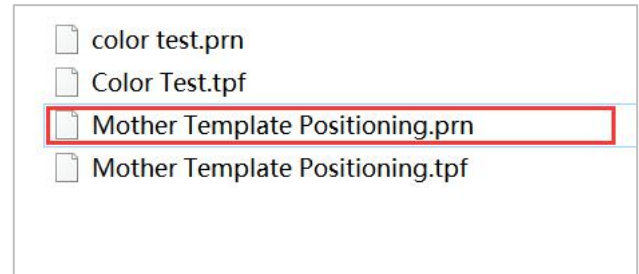 color test.prn
Color Test.tpf
Mother Template Positioning.prn
Mother Template Positioning.tpf